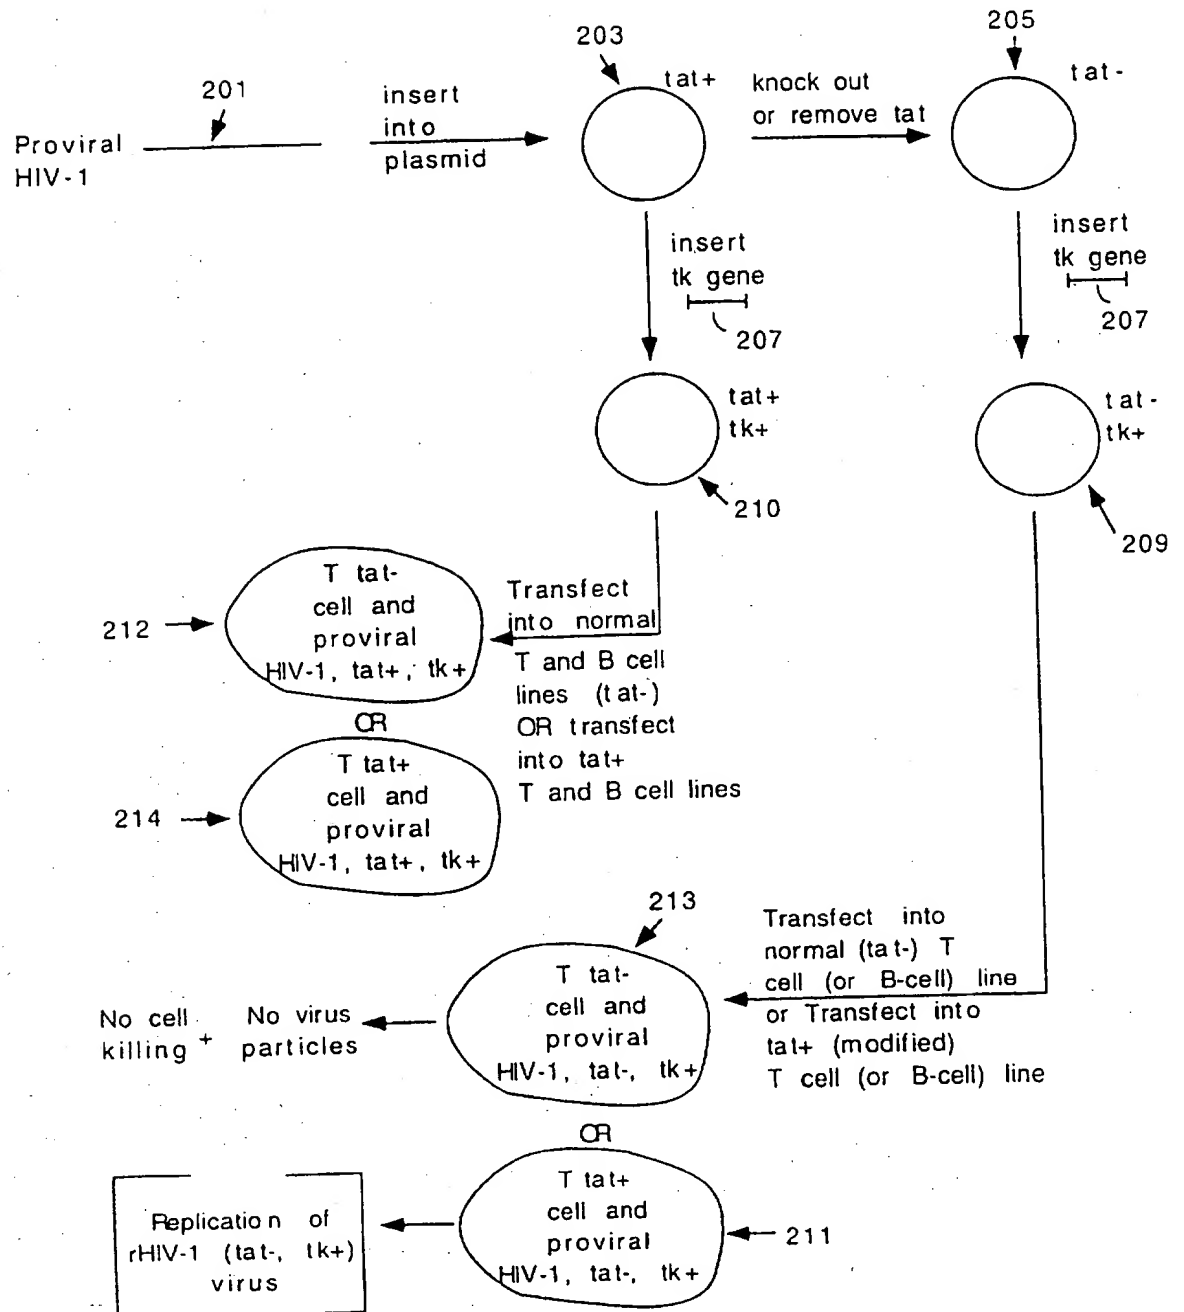 203
205
201
tat+
tat-
Proviral
HIV-1
insert
into
plasmid
knock out
or remove tat
insert
tk gene
207
insert
tk gene
207
tat+
tk+
210
tat-
tk+
209
212
T tat-
cell and
proviral
HIV-1, tat+, tk+
OR
214
T tat+
cell and
proviral
HIV-1, tat+, tk+
Transfect
into normal
T and B cell
lines (tat-)
OR transfect
into tat+
T and B cell lines
213
T tat-
cell and
proviral
HIV-1, tat-, tk+
Transfect into
normal (tat-) T
cell (or B-cell) line
or Transfect into
tat+ (modified)
T cell (or B-cell) line
No cell killing + No virus particles
OR
T tat+
cell and
proviral
HIV-1, tat-, tk+
211
Replication of
rHIV-1 (tat-, tk+)
virus